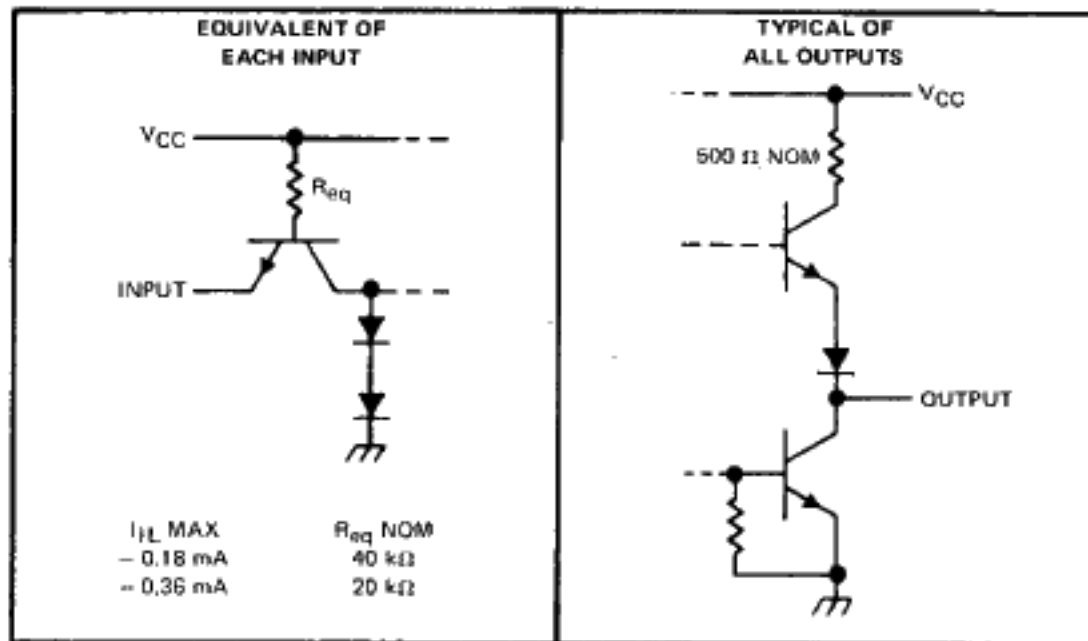 EQUIVALENT OF
EACH INPUT
VCC
Req
INPUT
IIL MAX Req NOM
– 0.18 mA 40 kΩ
– 0.36 mA 20 kΩ
TYPICAL OF
ALL OUTPUTS
VCC
500 Ω NOM
OUTPUT